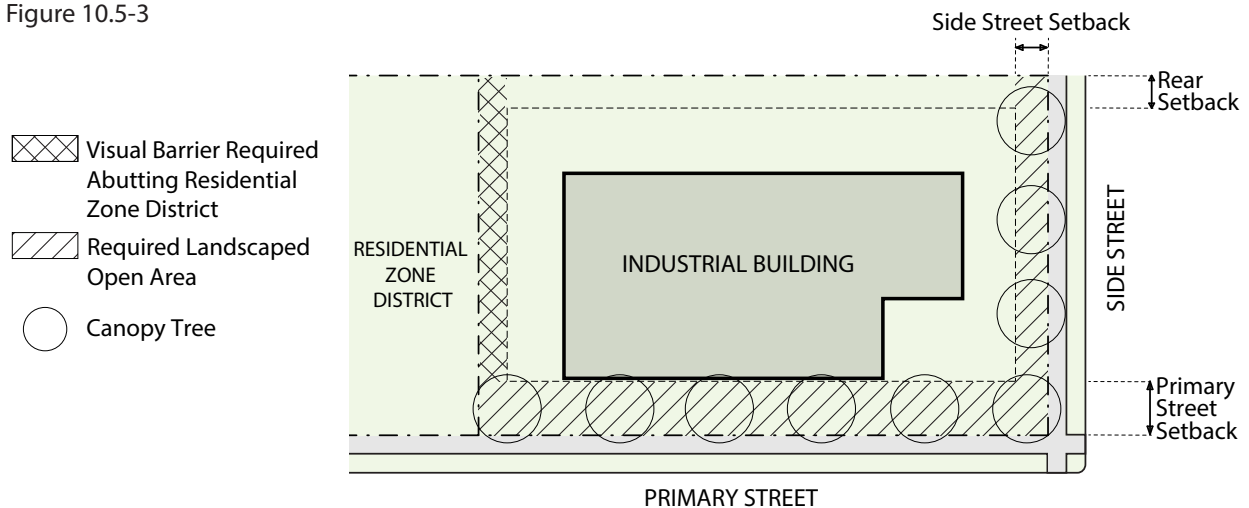 Figure 10.5-3
Side Street Setback
Rear
Setback
Visual Barrier Required
Abutting Residential
Zone District
Required Landscaped
Open Area
Canopy Tree
RESIDENTIAL
ZONE
DISTRICT
INDUSTRIAL BUILDING
SIDE STREET
Primary
Street
Setback
PRIMARY STREET